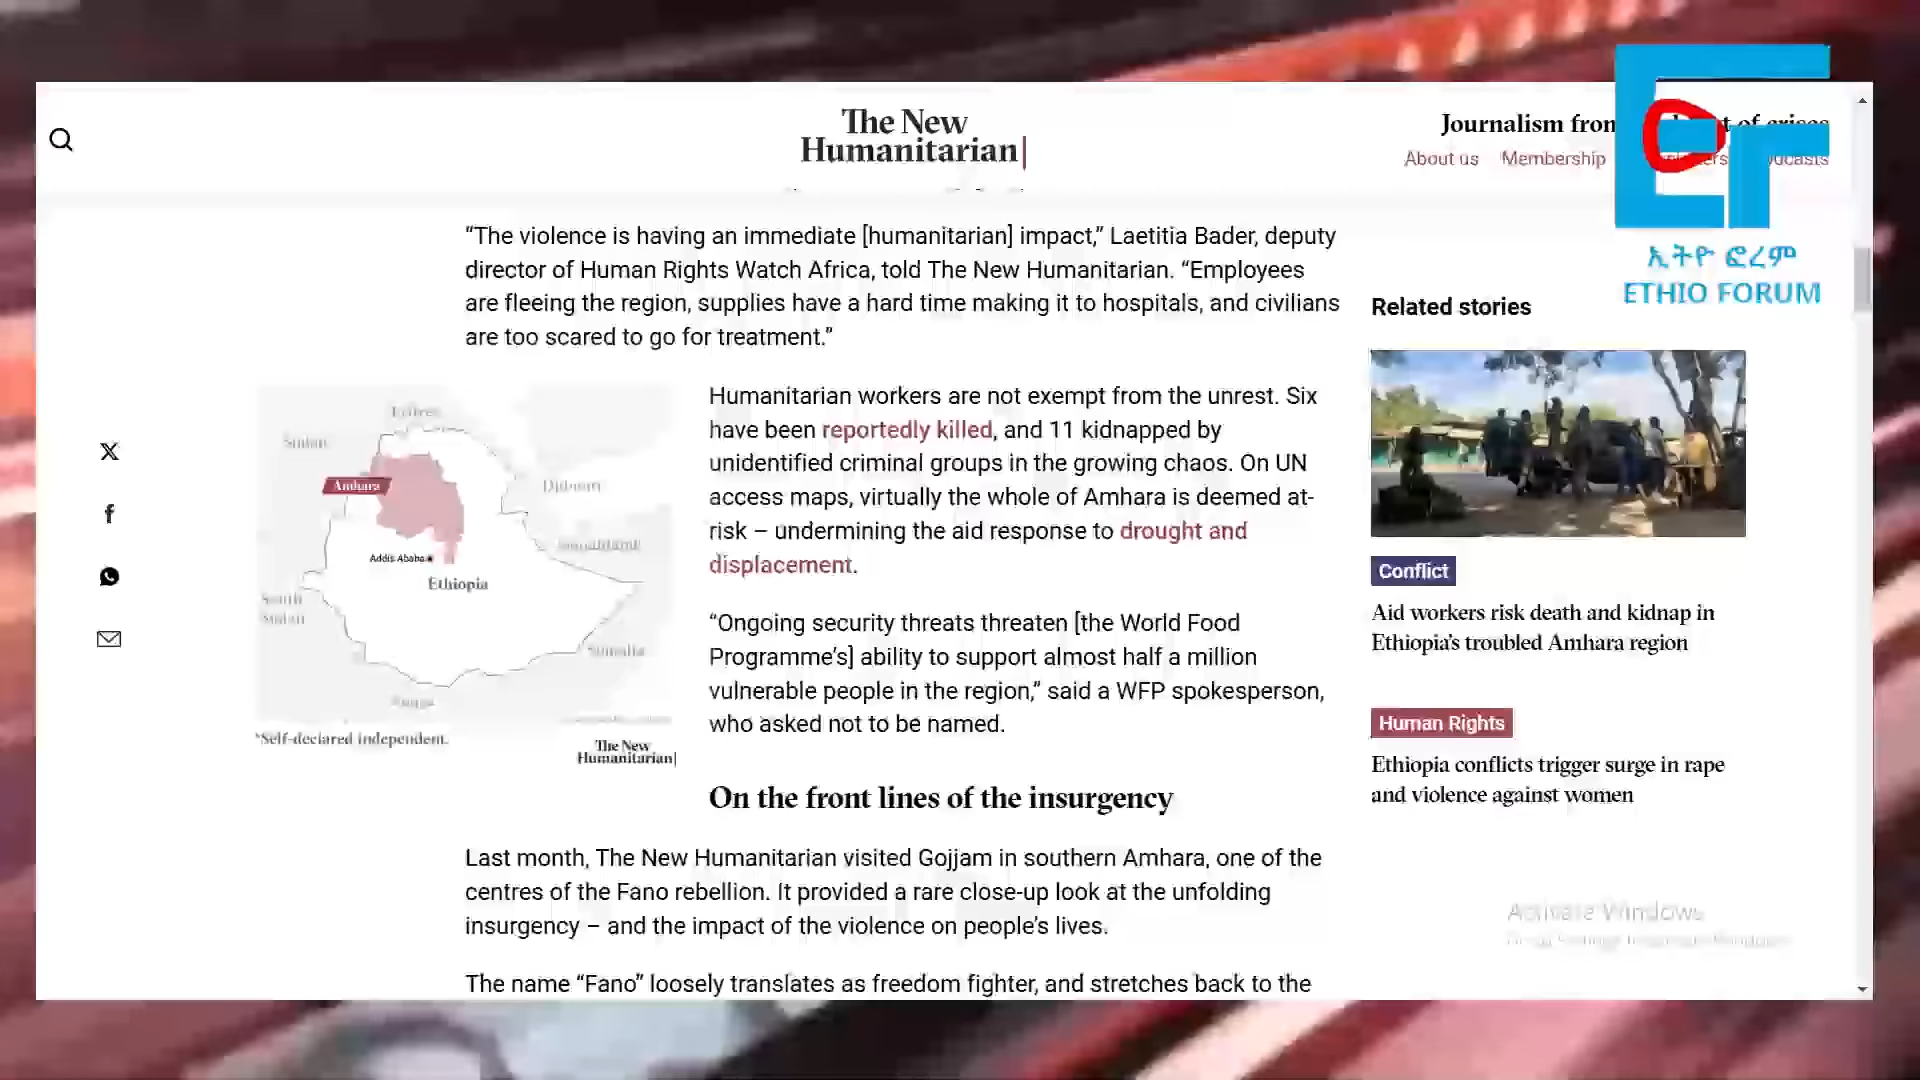 The New
Humanitarian|
Journalism from
of crises
About us Membership
ኢትዮ ፎረም
ETHIO FORUM
“The violence is having an immediate [humanitarian] impact,” Laetitia Bader, deputy
director of Human Rights Watch Africa, told The New Humanitarian. “Employees
are fleeing the region, supplies have a hard time making it to hospitals, and civilians
are too scared to go for treatment.”
Eritrea
Sudan
Amhara
Djibouti
Somaliland
Addis Ababa
Ethiopia
South
Sudan
Somalia
Kenya
*Self-declared independent.
The New
Humanitarian|
Humanitarian workers are not exempt from the unrest. Six
have been reportedly killed, and 11 kidnapped by
unidentified criminal groups in the growing chaos. On UN
access maps, virtually the whole of Amhara is deemed at-
risk – undermining the aid response to drought and
displacement.
“Ongoing security threats threaten [the World Food
Programme’s] ability to support almost half a million
vulnerable people in the region,” said a WFP spokesperson,
who asked not to be named.
On the front lines of the insurgency
Last month, The New Humanitarian visited Gojjam in southern Amhara, one of the
centres of the Fano rebellion. It provided a rare close-up look at the unfolding
insurgency – and the impact of the violence on people’s lives.
The name “Fano” loosely translates as freedom fighter, and stretches back to the
Related stories
Conflict
Aid workers risk death and kidnap in
Ethiopia’s troubled Amhara region
Human Rights
Ethiopia conflicts trigger surge in rape
and violence against women
Activate Windows